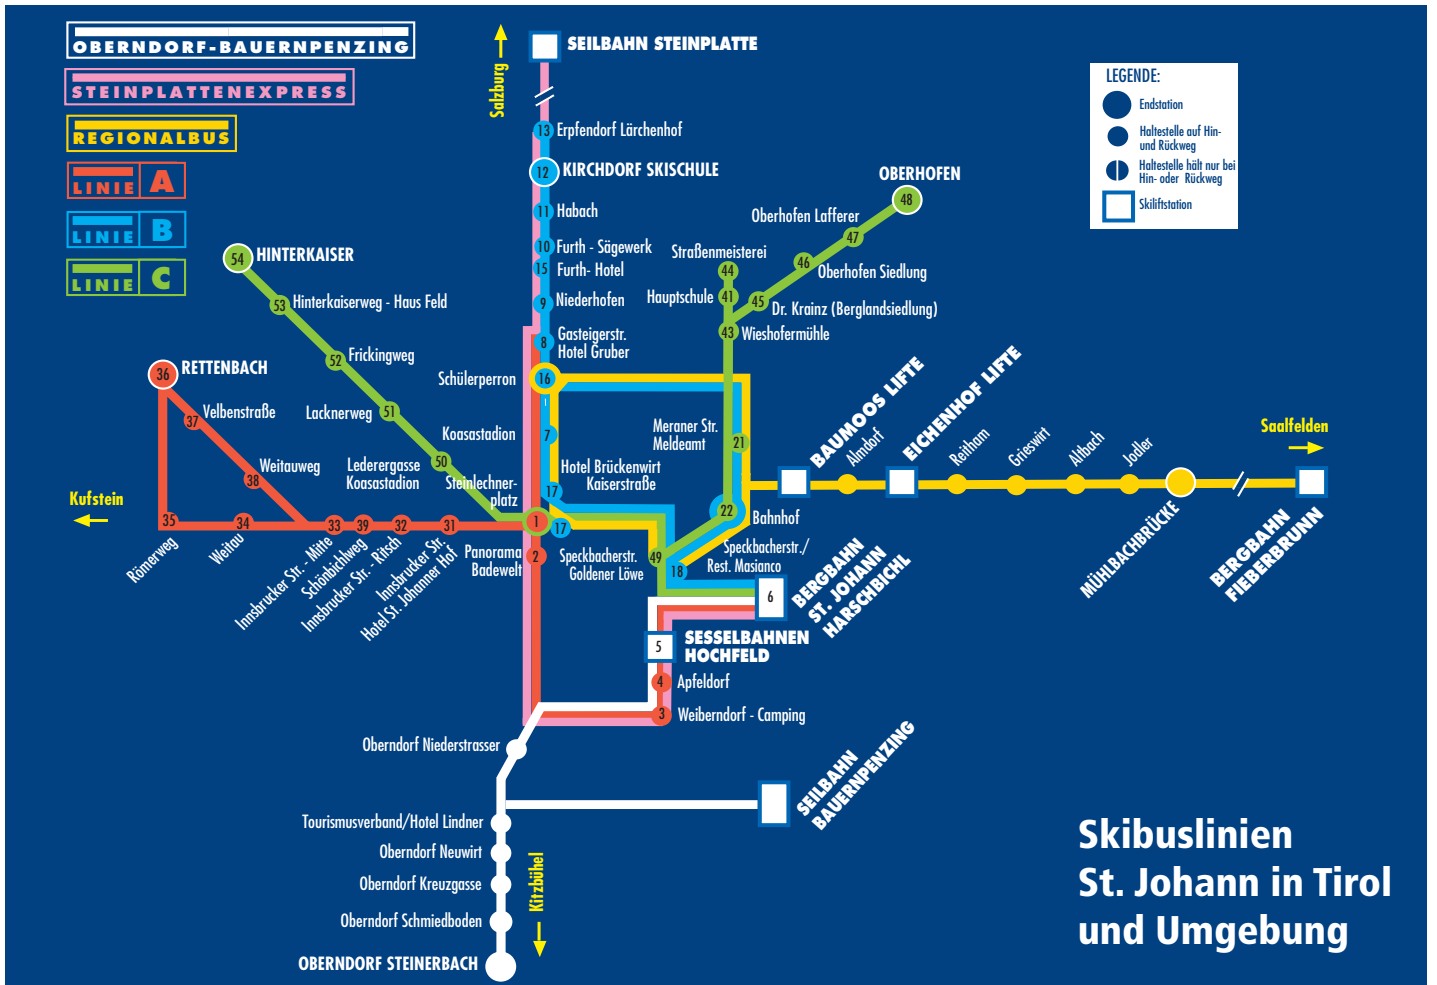 OBERNDORF-BAUERNPENZING
STEINPLATTENEXPRESS
REGIONALBUS
LINIE A
LINIE B
LINIE C
Salzburg
SEILBAHN STEINPLATTE
13 Erpfendorf Lärchenhof
12 KIRCHDORF SKISCHULE
11 Habach
10 Furth - Sägewerk
15 Furth- Hotel
9 Niederhofen
8 Gasteigerstr.
Hotel Gruber
Schülerperron 16
Koasastadion 7
17 Hotel Brückenwirt
Kaiserstraße
17
LEGENDE:
Endstation
Haltestelle auf Hin-
und Rückweg
Haltestelle hält nur bei
Hin- oder Rückweg
Skiliftstation
OBERHOFEN
48
Oberhofen Lafferer
47
46
Oberhofen Siedlung
45
Dr. Krainz (Berglandsiedlung)
Straßenmeisterei
44
Hauptschule 41
43 Wieshofermühle
Meraner Str.
Meldeamt
21
22
Bahnhof
54 HINTERKAISER
53 Hinterkaiserweg - Haus Feld
52 Frickingweg
Lacknerweg 51
Lederergasse
Koasastadion
50
Steinlechner-
platz
1
36 RETTENBACH
37 Velbenstraße
Weitauweg
38
Kufstein
35
Römerweg
34
Weitau
33
Innsbrucker Str. - Mitte
39
Schönbichlweg
32
Innsbrucker Str. - Ritsch
31
Innsbrucker Str.
Hotel St. Johanner Hof
Panorama
Badewelt
2
Speckbacherstr.
Goldener Löwe
49
18
Speckbacherstr./
Rest. Masianco
6
BERGBAHN
ST. JOHANN
HARSCHBICHL
5
SESSELBAHNEN
HOCHFELD
4 Apfeldorf
3 Weiberndorf - Camping
BAUMOOS LIFTE
Almdorf
EICHENHOF LIFTE
Reitham
Grieswirt
Altbach
Jodler
MÜHLBACHBRÜCKE
Saalfelden
BERGBAHN
FIEBERBRUNN
Oberndorf Niederstrasser
SEILBAHN
BAUERNPENZING
Tourismusverband/Hotel Lindner
Oberndorf Neuwirt
Oberndorf Kreuzgasse
Oberndorf Schmiedboden
OBERNDORF STEINERBACH
Kitzbühel
Skibuslinien
St. Johann in Tirol
und Umgebung